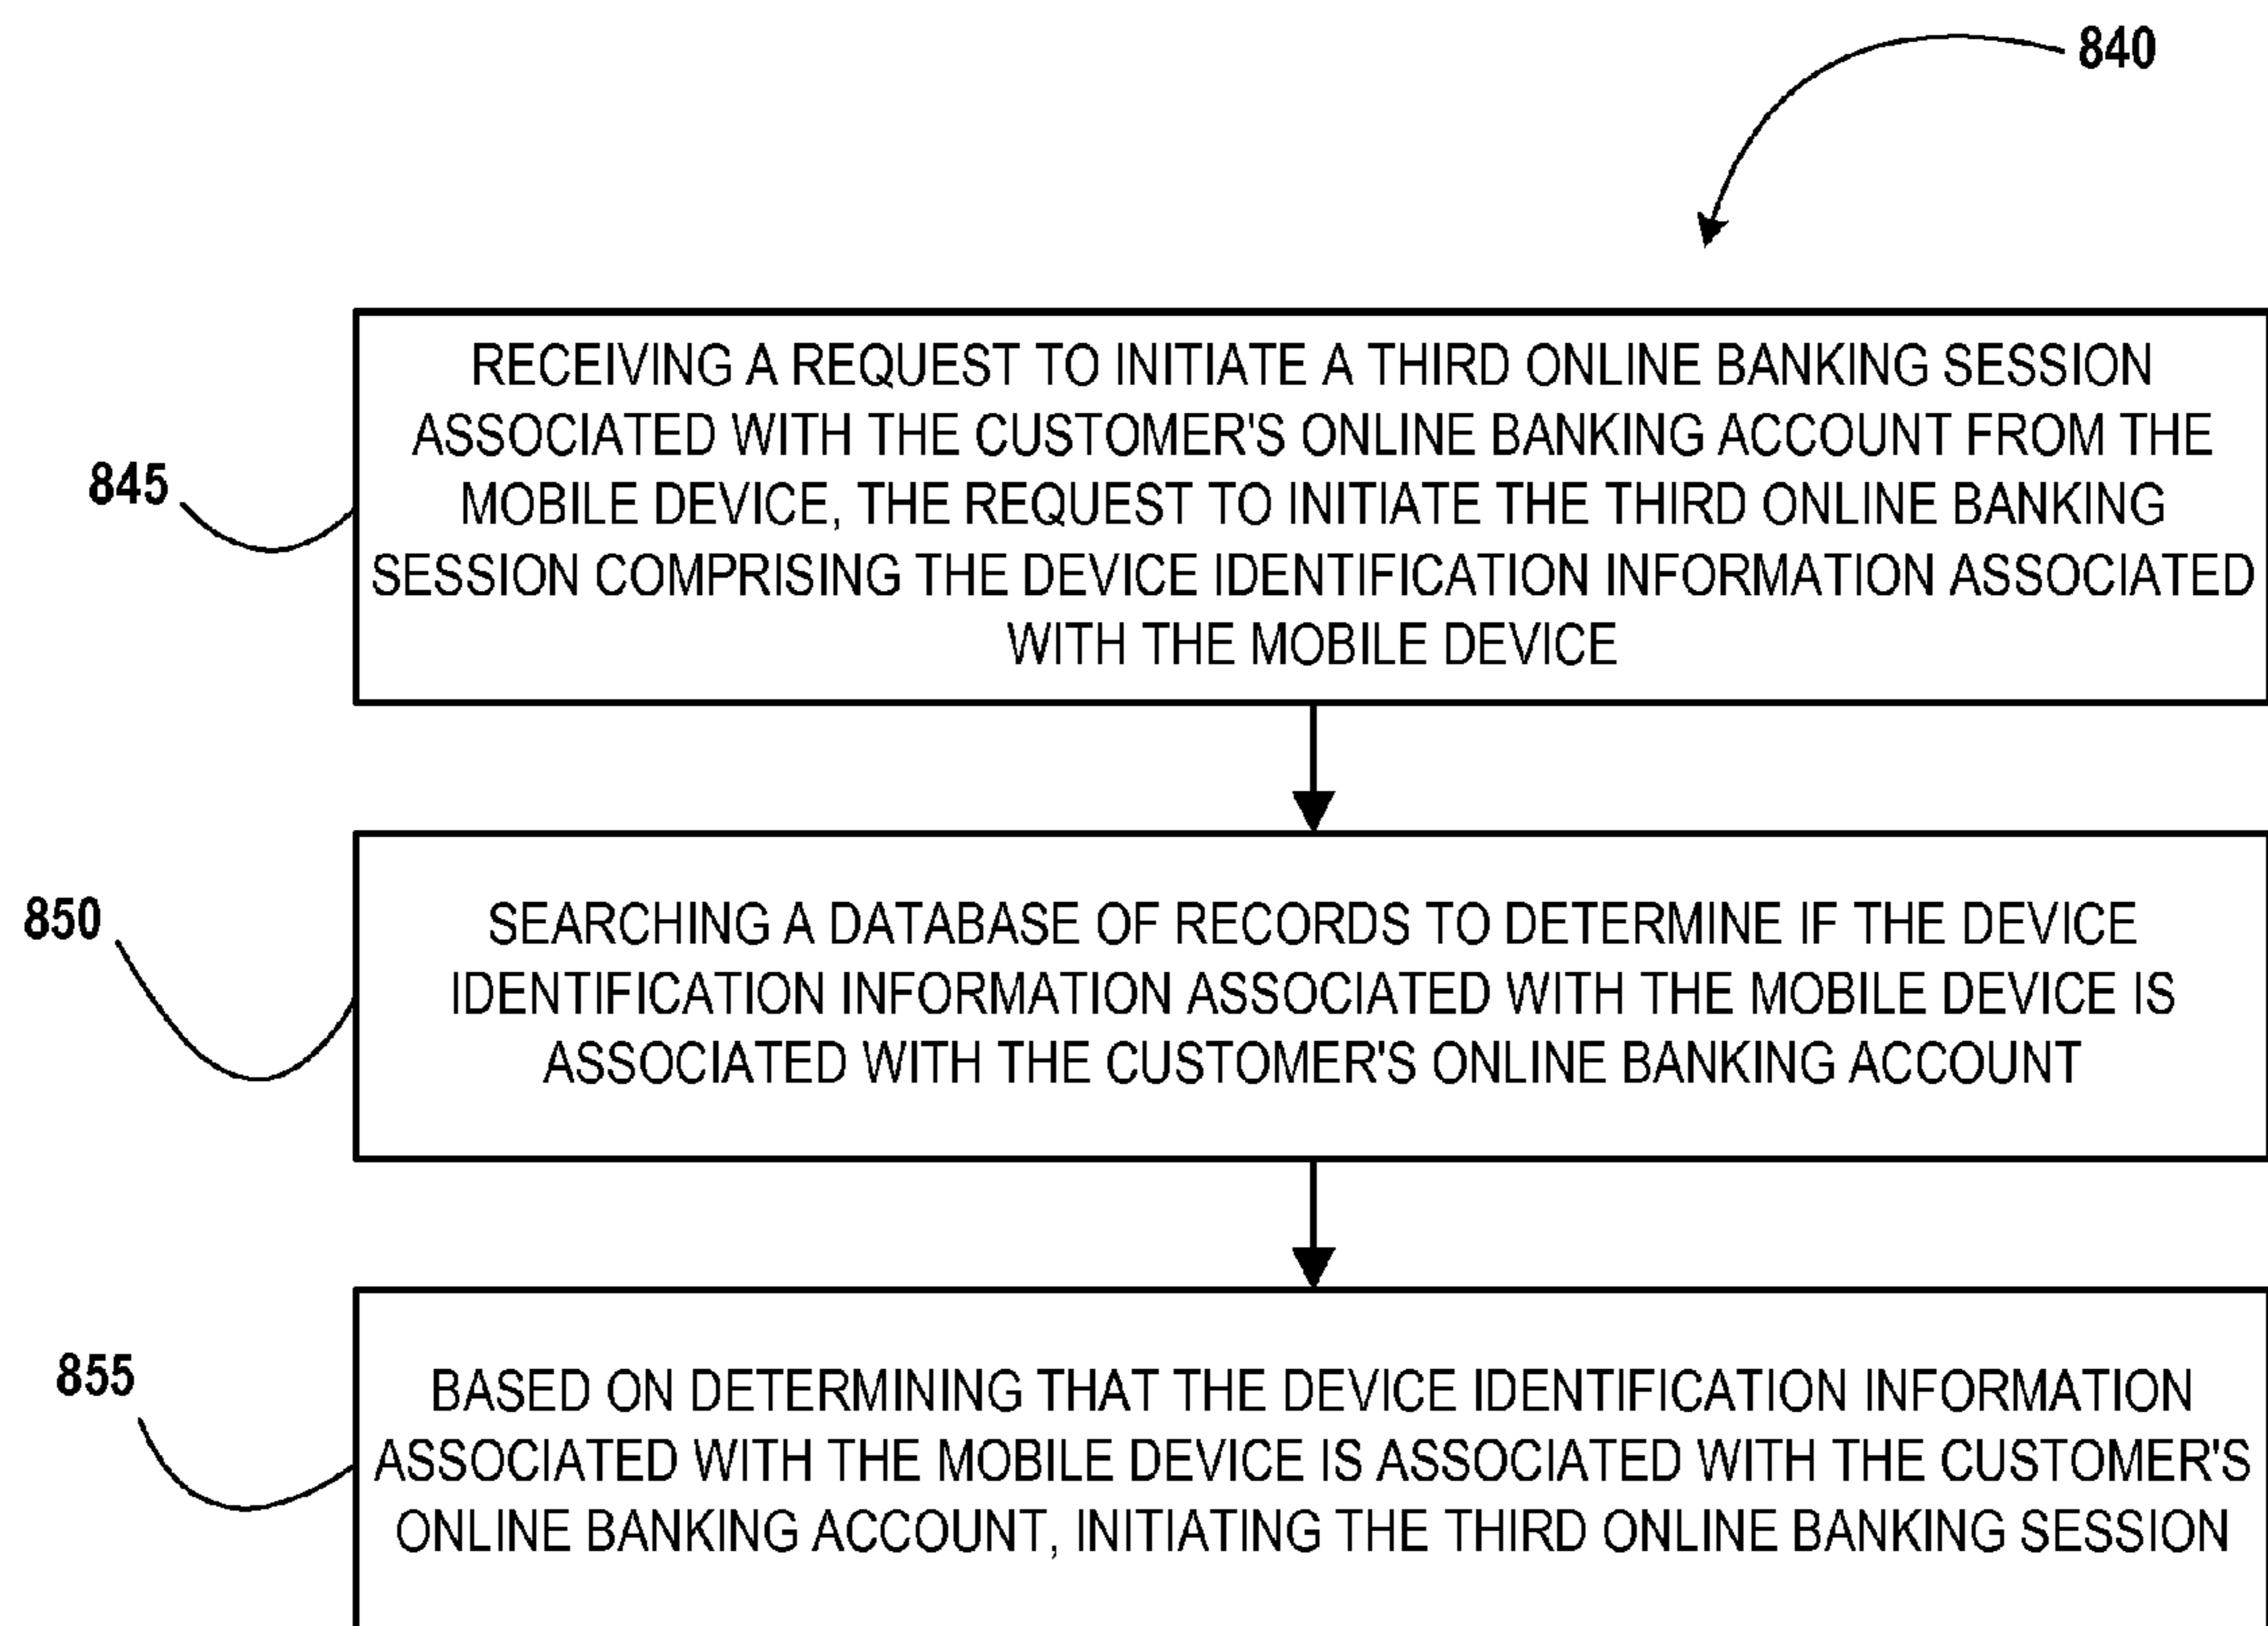 840
845
RECEIVING A REQUEST TO INITIATE A THIRD ONLINE BANKING SESSION
ASSOCIATED WITH THE CUSTOMER'S ONLINE BANKING ACCOUNT FROM THE
MOBILE DEVICE, THE REQUEST TO INITIATE THE THIRD ONLINE BANKING
SESSION COMPRISING THE DEVICE IDENTIFICATION INFORMATION ASSOCIATED
WITH THE MOBILE DEVICE
850
SEARCHING A DATABASE OF RECORDS TO DETERMINE IF THE DEVICE
IDENTIFICATION INFORMATION ASSOCIATED WITH THE MOBILE DEVICE IS
ASSOCIATED WITH THE CUSTOMER'S ONLINE BANKING ACCOUNT
855
BASED ON DETERMINING THAT THE DEVICE IDENTIFICATION INFORMATION
ASSOCIATED WITH THE MOBILE DEVICE IS ASSOCIATED WITH THE CUSTOMER'S
ONLINE BANKING ACCOUNT, INITIATING THE THIRD ONLINE BANKING SESSION